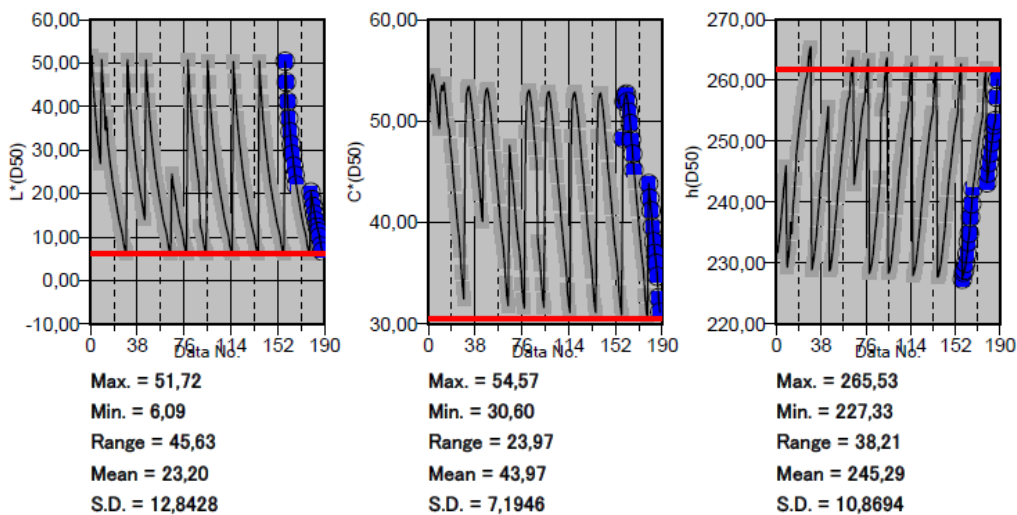 60,00
50,00
40,00
30,00
20,00
10,00
0,00
-10,00
L*(D50)
0 38 76 114 152 190
Data No.
Max. = 51,72
Min. = 6,09
Range = 45,63
Mean = 23,20
S.D. = 12,8428
60,00
50,00
40,00
30,00
C*(D50)
0 38 76 114 152 190
Data No.
Max. = 54,57
Min. = 30,60
Range = 23,97
Mean = 43,97
S.D. = 7,1946
270,00
260,00
250,00
240,00
230,00
220,00
h(D50)
0 38 76 114 152 190
Data No.
Max. = 265,53
Min. = 227,33
Range = 38,21
Mean = 245,29
S.D. = 10,8694